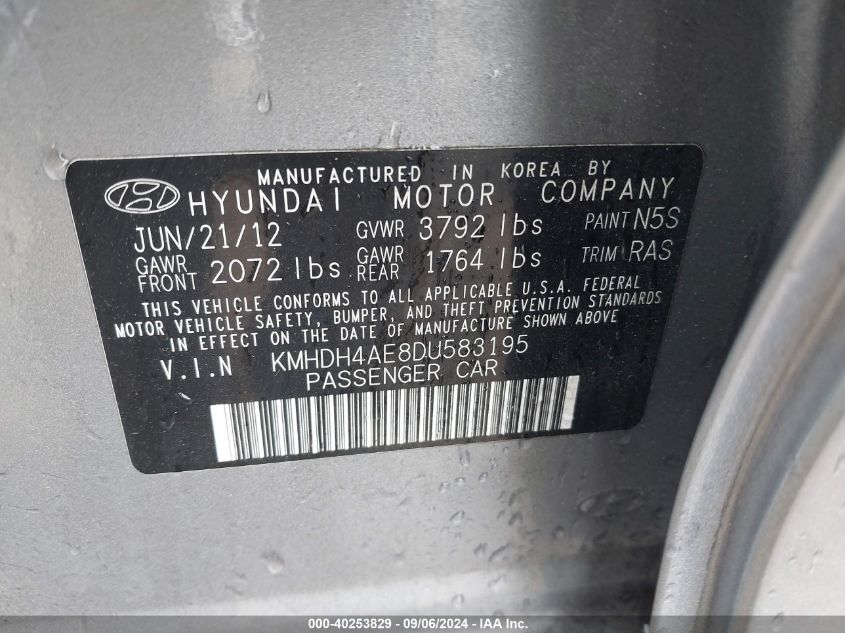 MANUFACTURED IN KOREA BY
HYUNDAI MOTOR COMPANY
JUN/21/12 GVWR 3792 lbs PAINT N5S
GAWR FRONT 2072 lbs GAWR REAR 1764 lbs TRIM RAS
THIS VEHICLE CONFORMS TO ALL APPLICABLE U.S.A. FEDERAL
MOTOR VEHICLE SAFETY, BUMPER, AND THEFT PREVENTION STANDARDS
IN EFFECT ON THE DATE OF MANUFACTURE SHOWN ABOVE
V.I.N KMHDH4AE8DU583195
PASSENGER CAR
000-40253829 - 09/06/2024 - IAA, Inc.